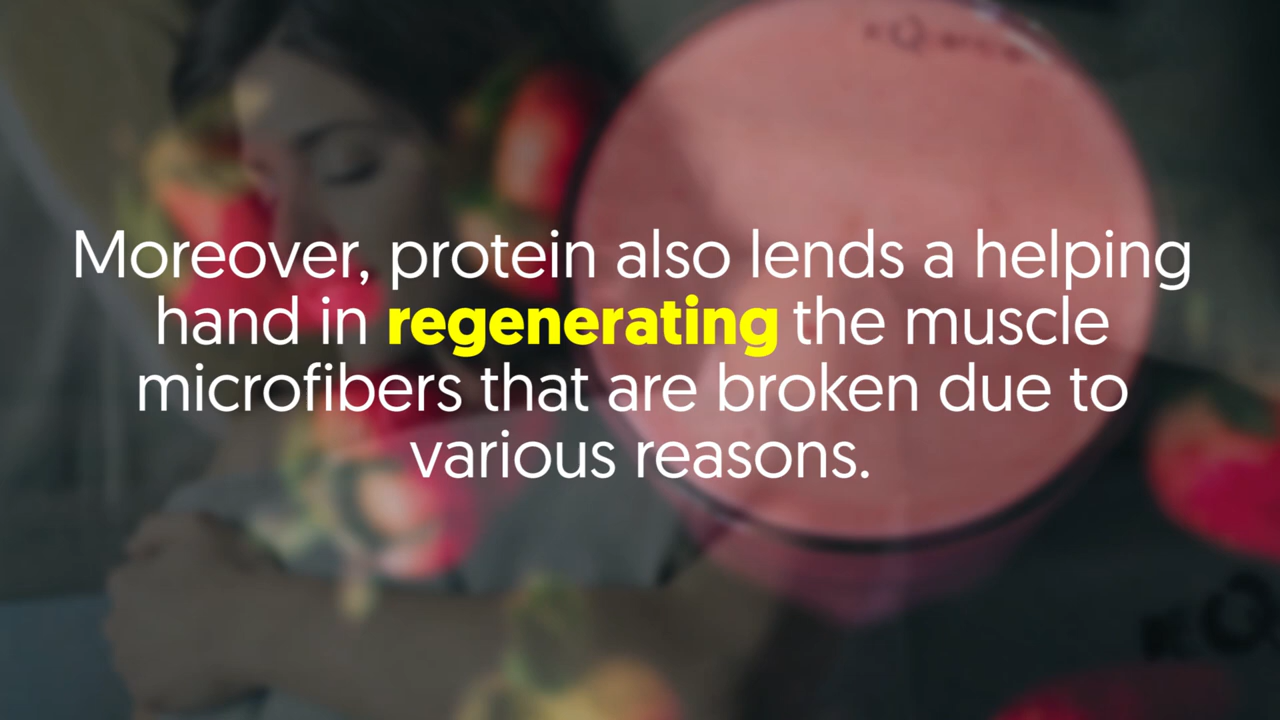 Moreover, protein also lends a helping
hand in regenerating the muscle
microfibers that are broken due to
various reasons.